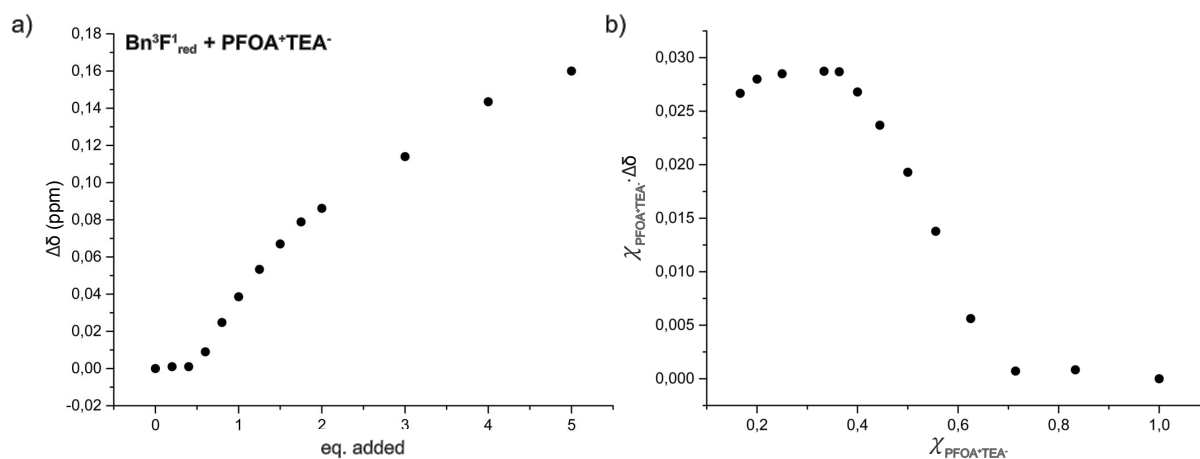 a)
Bn³F¹red + PFOA⁺TEA⁻
0,18
0,16
0,14
0,12
0,10
0,08
0,06
0,04
0,02
0,00
-0,02
Δδ (ppm)
0 1 2 3 4 5
eq. added
b)
0,030
0,025
0,020
0,015
0,010
0,005
0,000
χPFOA⁺TEA⁻·Δδ
0,2 0,4 0,6 0,8 1,0
χPFOA⁺TEA⁻